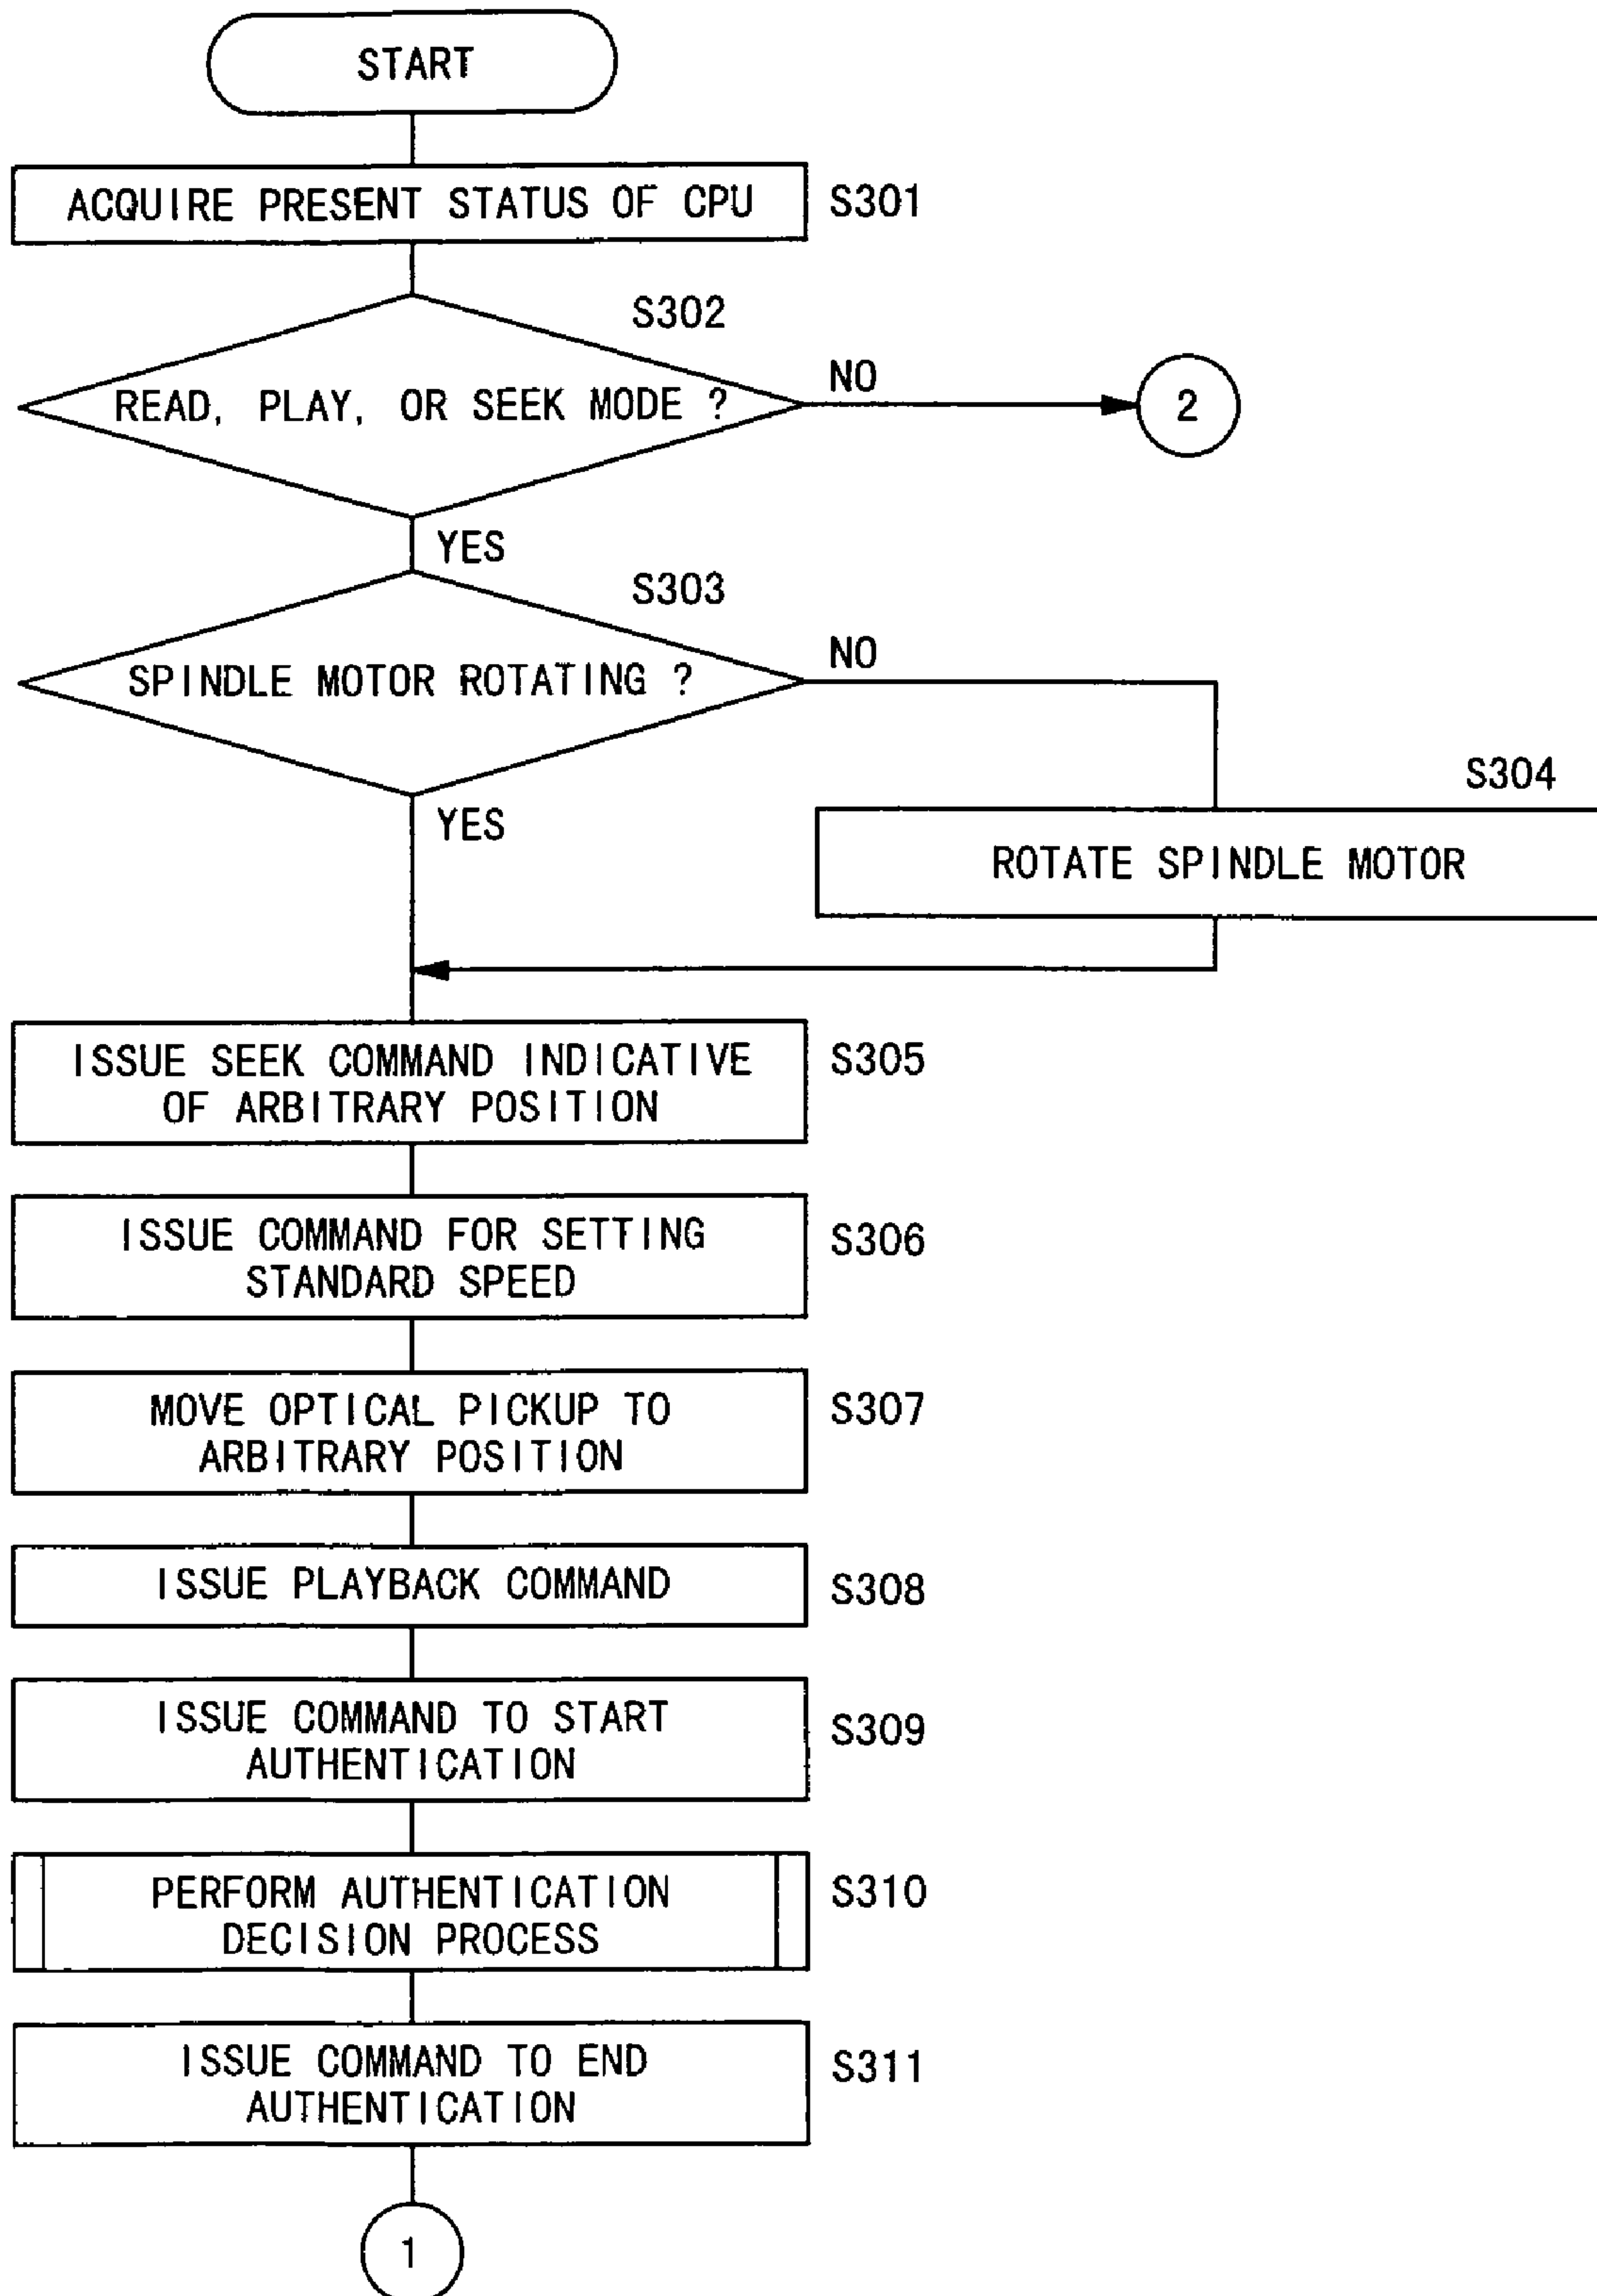 START
ACQUIRE PRESENT STATUS OF CPU
S301
S302
READ, PLAY, OR SEEK MODE ?
NO
2
YES
S303
SPINDLE MOTOR ROTATING ?
NO
S304
YES
ROTATE SPINDLE MOTOR
ISSUE SEEK COMMAND INDICATIVE
OF ARBITRARY POSITION
S305
ISSUE COMMAND FOR SETTING
STANDARD SPEED
S306
MOVE OPTICAL PICKUP TO
ARBITRARY POSITION
S307
ISSUE PLAYBACK COMMAND
S308
ISSUE COMMAND TO START
AUTHENTICATION
S309
PERFORM AUTHENTICATION
DECISION PROCESS
S310
ISSUE COMMAND TO END
AUTHENTICATION
S311
1